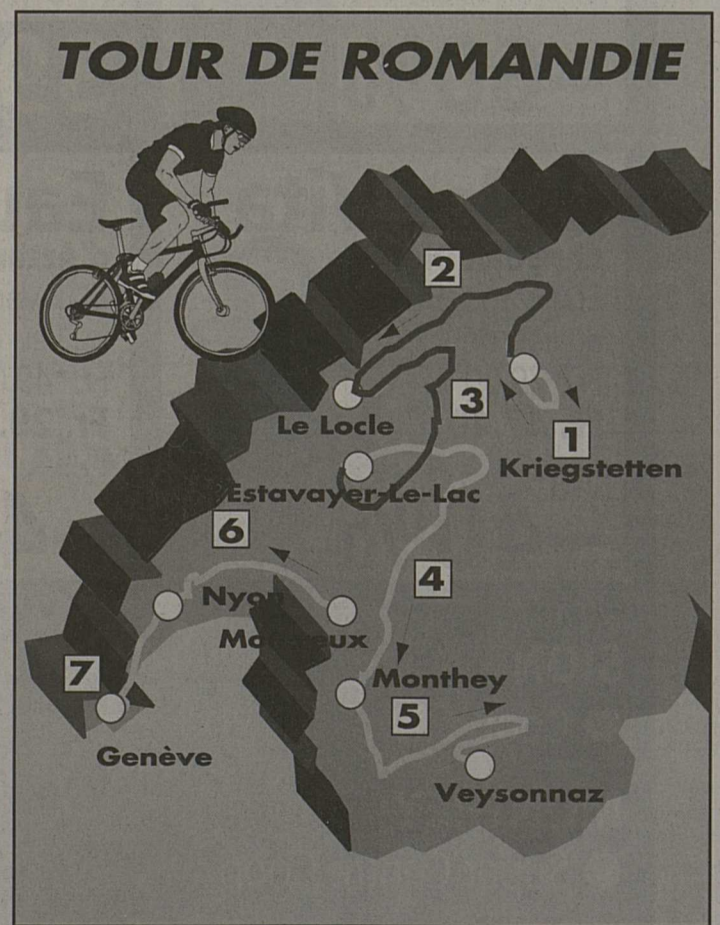 TOUR DE ROMANDIE
2
3
Le Locle
1
Kriegstetten
Estavayer-Le-Lac
6
4
Nyon
Montreux
7
Monthey
5
Genève
Veysonnaz